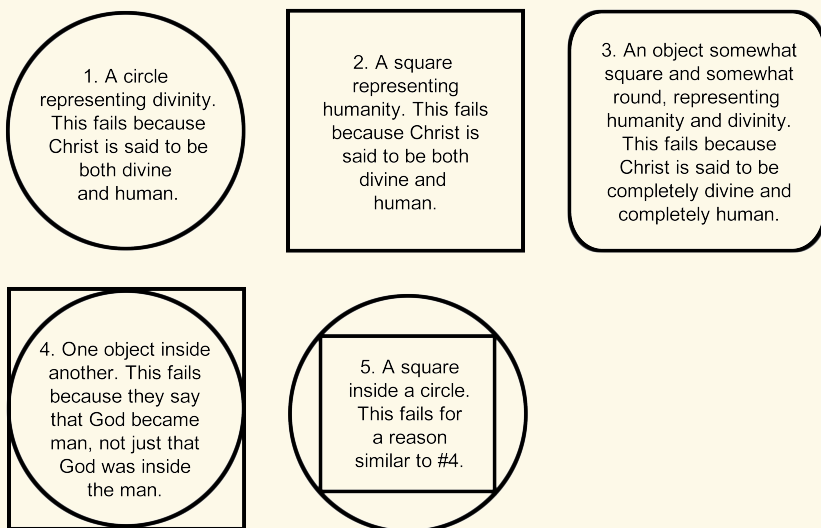 1. A circle
representing divinity.
This fails because
Christ is said to be
both divine
and human.
2. A square
representing
humanity. This fails
because Christ is
said to be both
divine and
human.
3. An object somewhat
square and somewhat
round, representing
humanity and divinity.
This fails because
Christ is said to be
completely divine and
completely human.
4. One object inside
another. This fails
because they say
that God became
man, not just that
God was inside
the man.
5. A square
inside a circle.
This fails for
a reason
similar to #4.